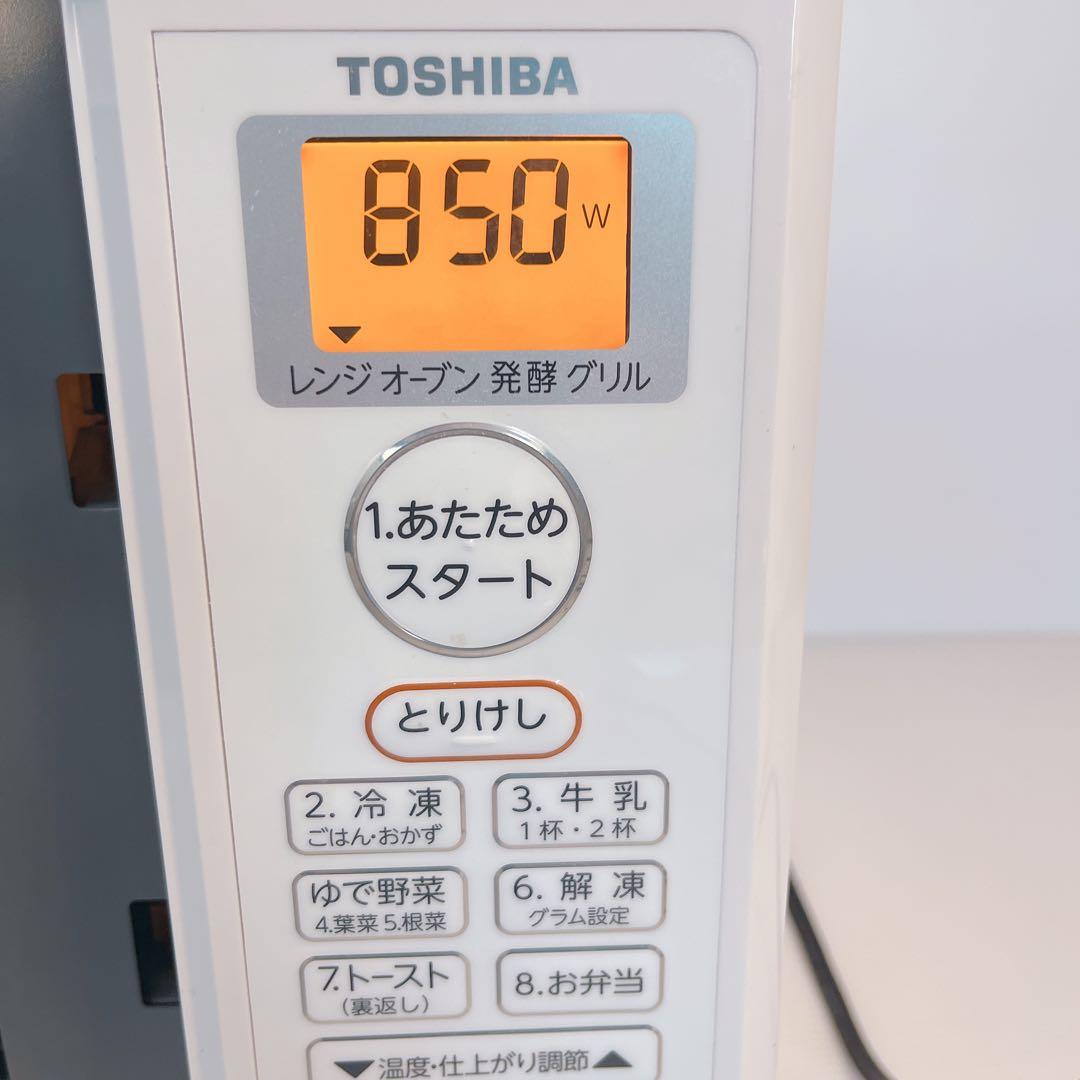 TOSHIBA
850 W
▼
レンジ オーブン 発酵 グリル
1.あたため
スタート
とりけし
2. 冷 凍
ごはん・おかず
3. 牛 乳
1杯・2杯
ゆで野菜
4.葉菜 5.根菜
6. 解 凍
グラム設定
7.トースト
(裏返し)
8.お弁当
▼温度・仕上がり調節▲